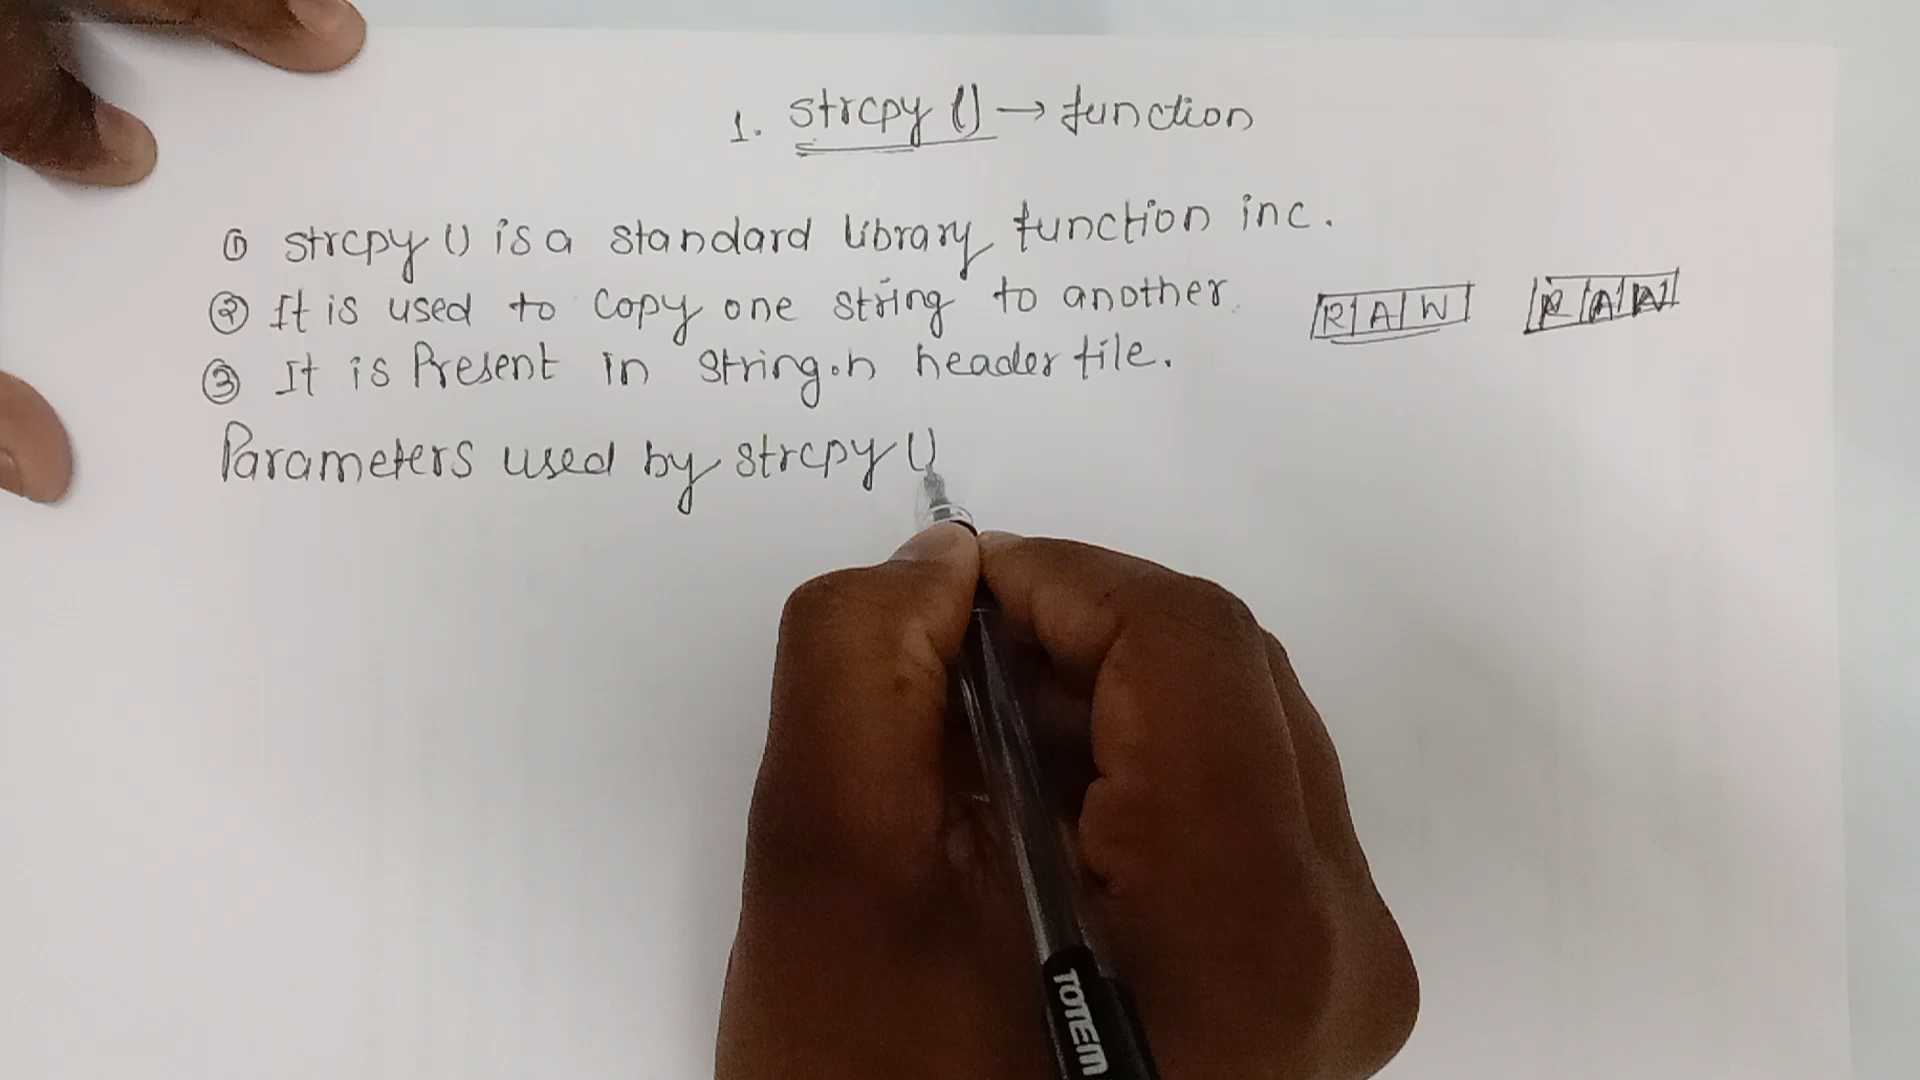 1. strcpy () → function
① strcpy () is a standard library function in c.
② It is used to copy one string to another. R A W R A W
③ It is Present in string.h header file.
Parameters used by strcpy ()
TOTEM